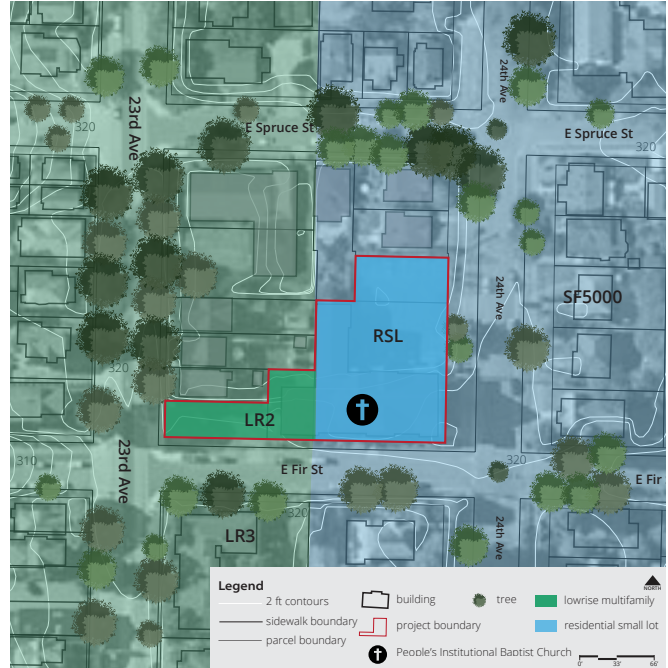 24th Ave
23rd Ave
320
E Spruce St
E Spruce St
320
24th Ave
SF5000
RSL
320
LR2
23rd Ave
310
E Fir St
320
E Fir
320
LR3
24th Ave
Legend
2 ft contours
sidewalk boundary
parcel boundary
building
project boundary
People's Institutional Baptist Church
tree
lowrise multifamily
residential small lot
NORTH
0' 33' 66'